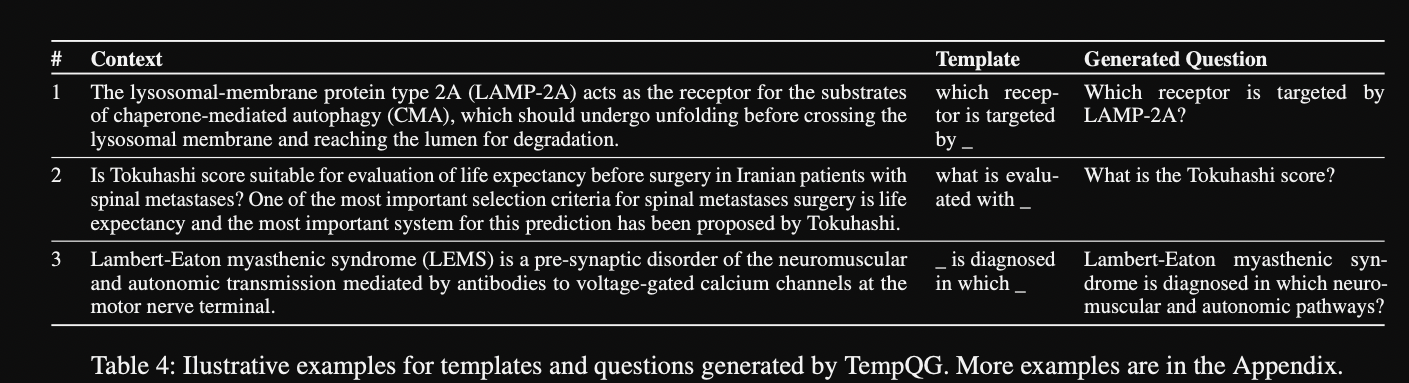 # Context Template Generated Question
1 The lysosomal-membrane protein type 2A (LAMP-2A) acts as the receptor for the substrates which recep- Which receptor is targeted by
of chaperone-mediated autophagy (CMA), which should undergo unfolding before crossing the tor is targeted LAMP-2A?
lysosomal membrane and reaching the lumen for degradation. by _
2 Is Tokuhashi score suitable for evaluation of life expectancy before surgery in Iranian patients with what is evalu- What is the Tokuhashi score?
spinal metastases? One of the most important selection criteria for spinal metastases surgery is life ated with _
expectancy and the most important system for this prediction has been proposed by Tokuhashi.
3 Lambert-Eaton myasthenic syndrome (LEMS) is a pre-synaptic disorder of the neuromuscular _ is diagnosed Lambert-Eaton myasthenic syn-
and autonomic transmission mediated by antibodies to voltage-gated calcium channels at the in which _ drome is diagnosed in which neuro-
motor nerve terminal. muscular and autonomic pathways?
Table 4: Ilustrative examples for templates and questions generated by TempQG. More examples are in the Appendix.